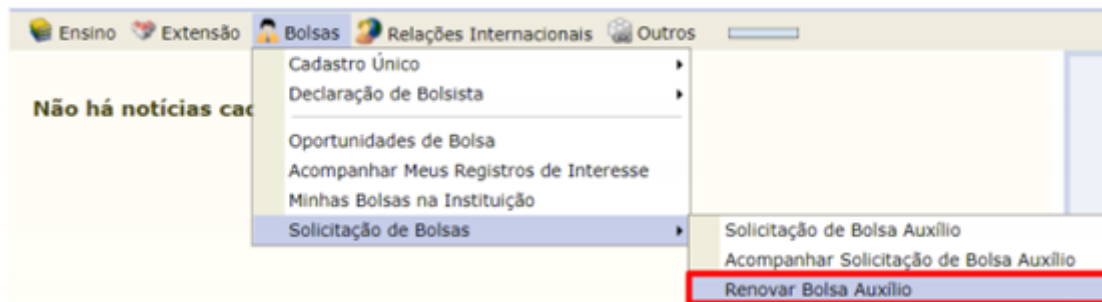 Ensino Extensão Bolsas Relações Internacionais Outros
Cadastro Único
Declaração de Bolsista
Não há notícias cad
Oportunidades de Bolsa
Acompanhar Meus Registros de Interesse
Minhas Bolsas na Instituição
Solicitação de Bolsas
Solicitação de Bolsa Auxílio
Acompanhar Solicitação de Bolsa Auxílio
Renovar Bolsa Auxílio